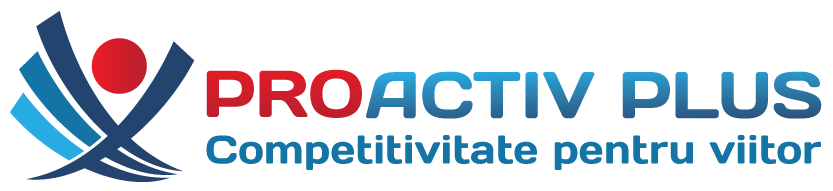 PROACTIV PLUS
Competitivitate pentru viitor